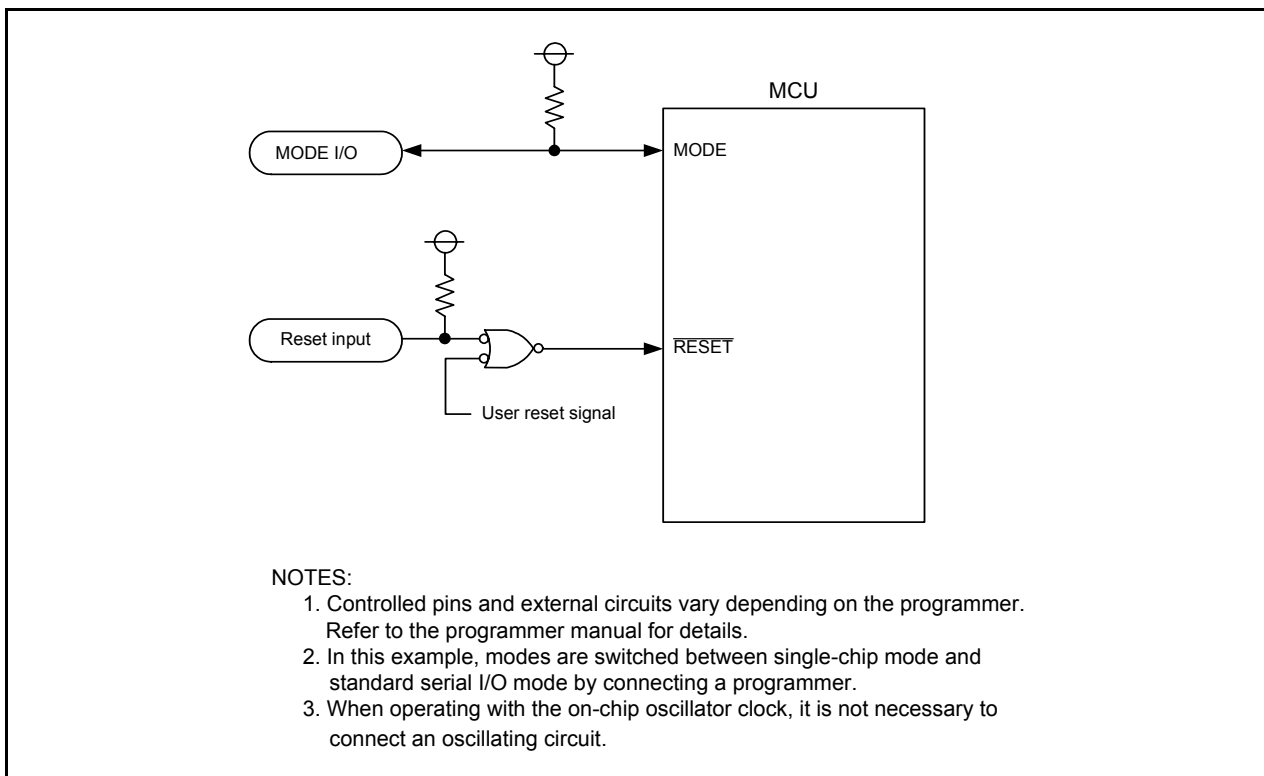 MCU
MODE I/O
MODE
Reset input
RESET
User reset signal
NOTES:
1. Controlled pins and external circuits vary depending on the programmer.
Refer to the programmer manual for details.
2. In this example, modes are switched between single-chip mode and
standard serial I/O mode by connecting a programmer.
3. When operating with the on-chip oscillator clock, it is not necessary to
connect an oscillating circuit.